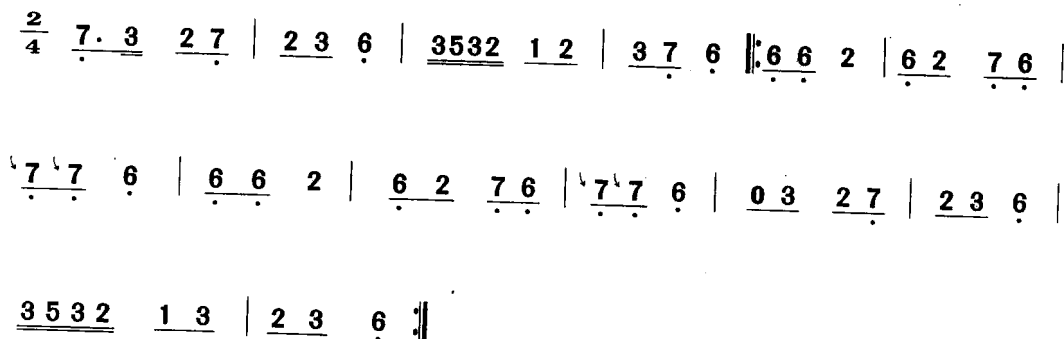 2/4 7. 3 2 7 | 2 3 6 | 3532 1 2 | 3 7 6 ‖: 6 6 2 | 6 2 7 6 |
7 7 6 | 6 6 2 | 6 2 7 6 | 7 7 6 | 0 3 2 7 | 2 3 6 |
3 5 3 2 1 3 | 2 3 6 :‖